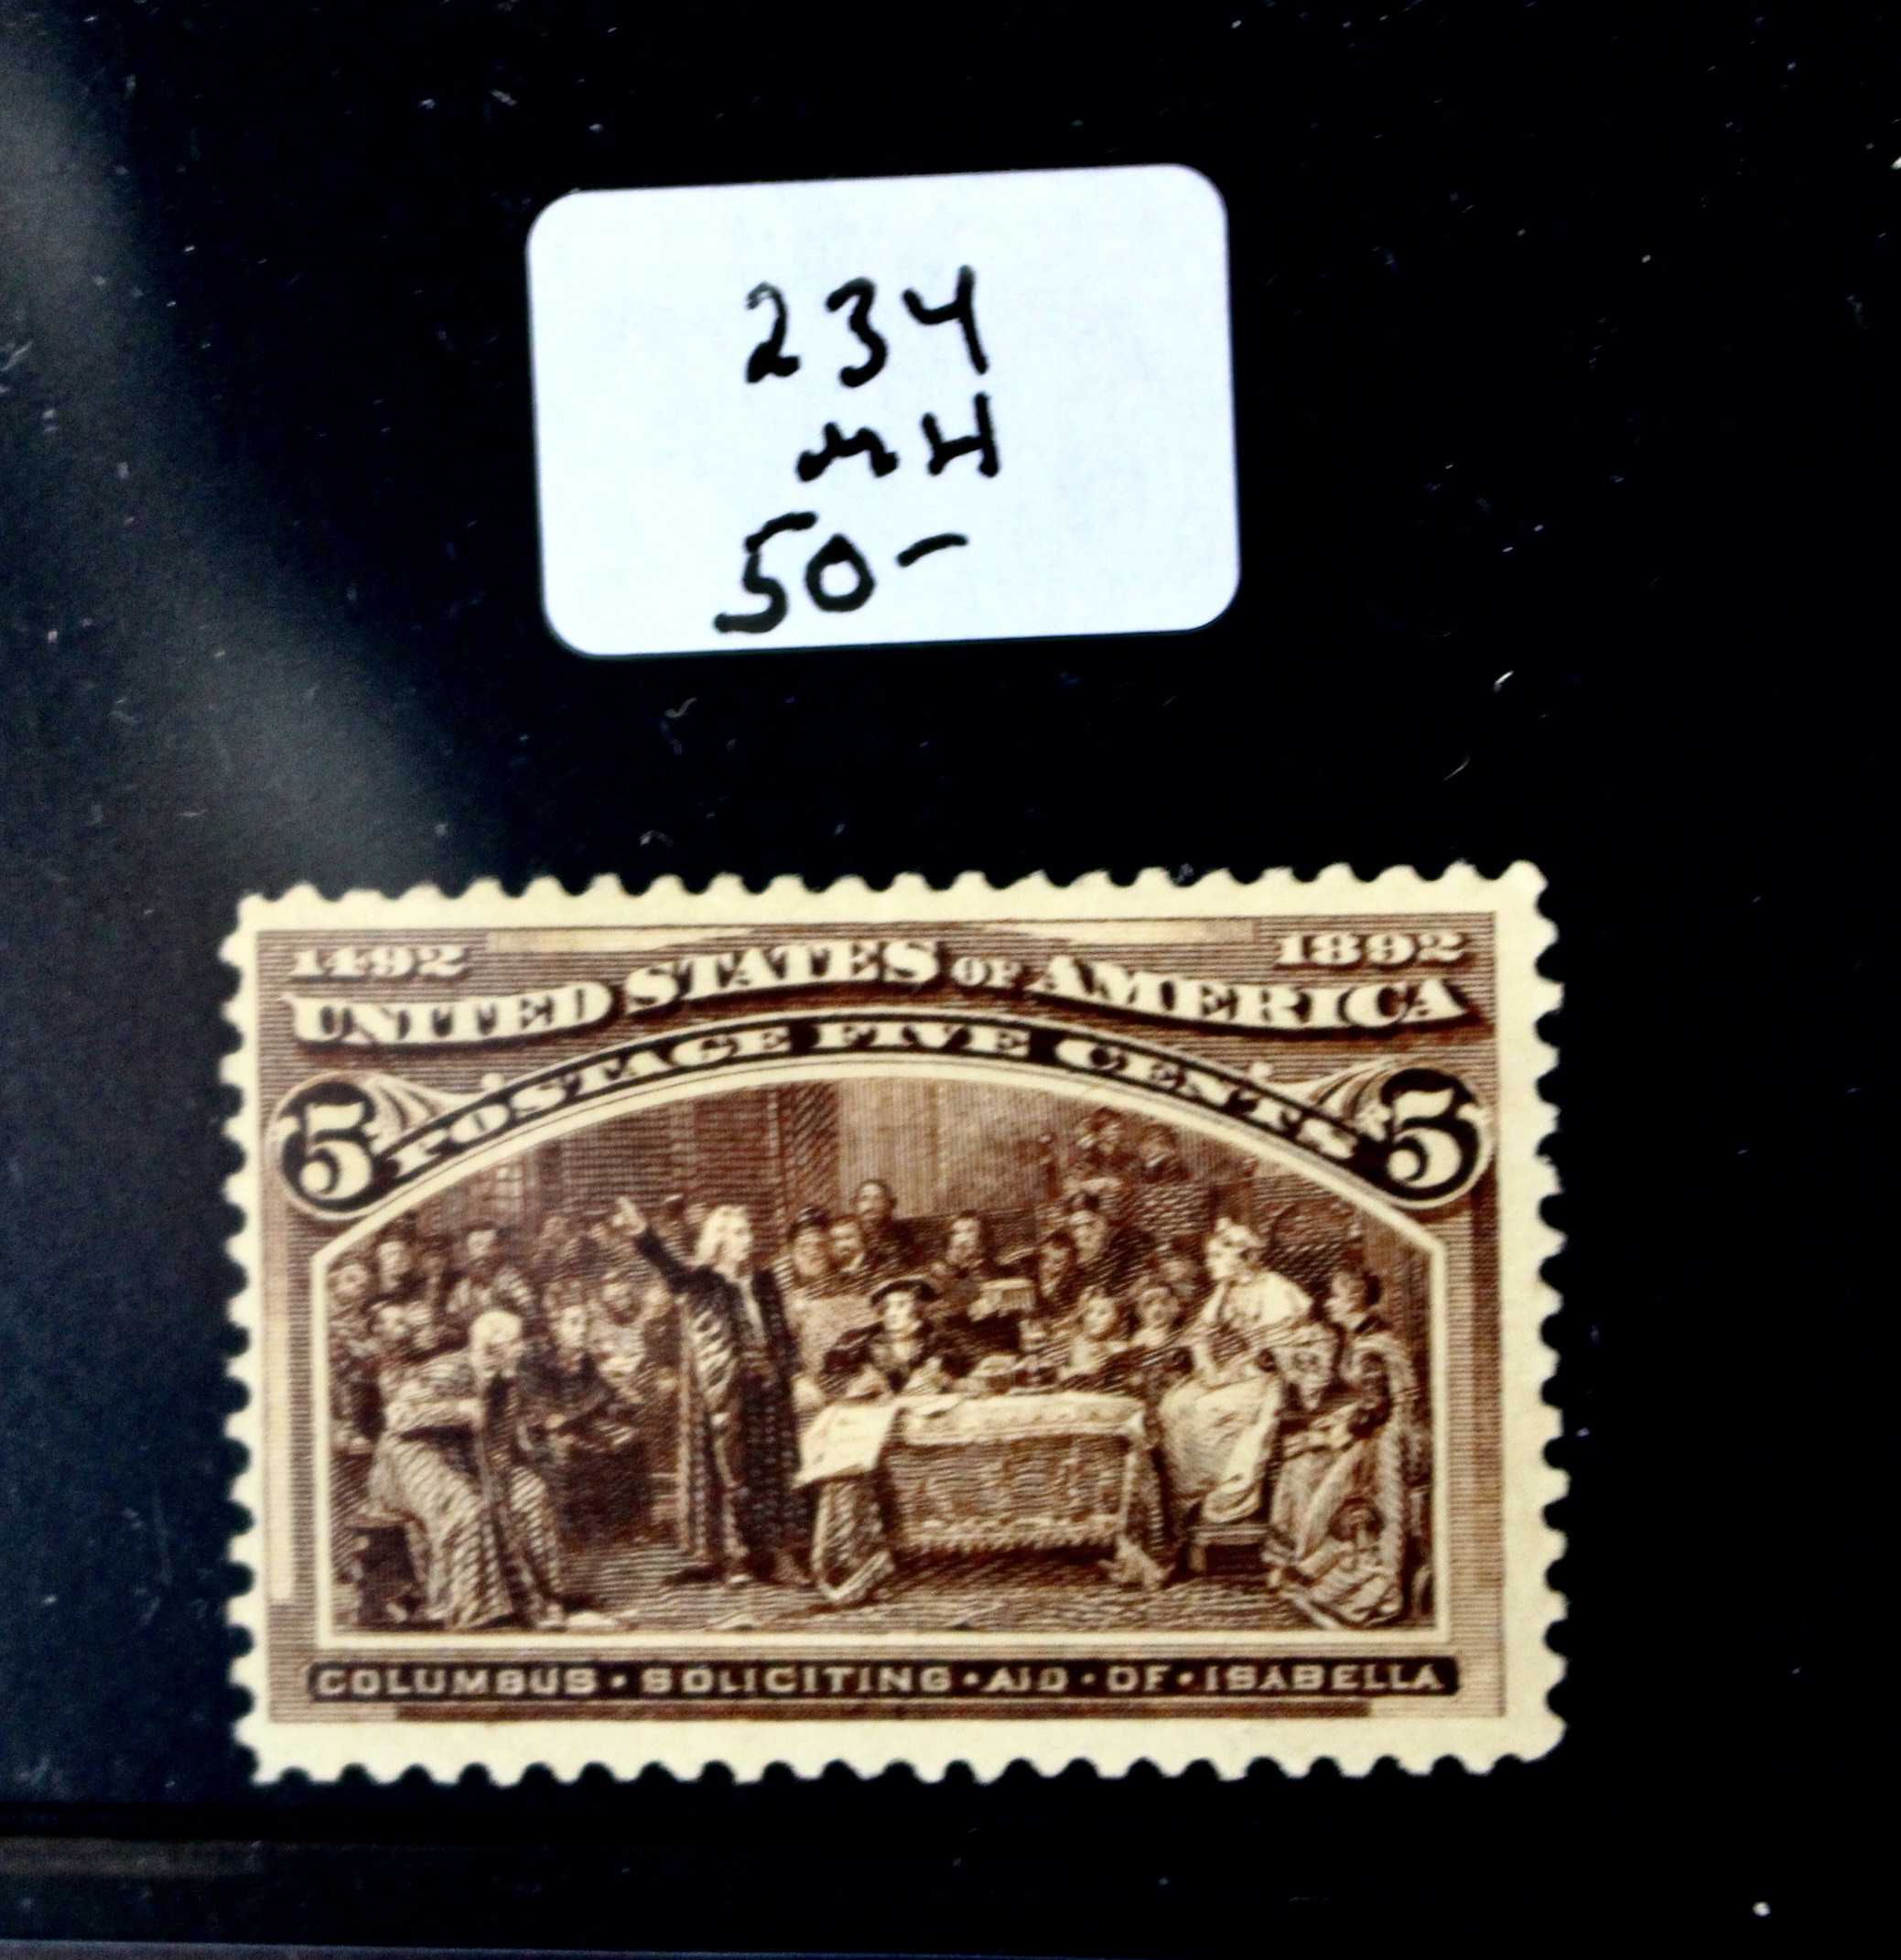 234
MH
50-
1492 1892
UNITED STATES OF AMERICA
POSTAGE FIVE CENTS
5 5
COLUMBUS · SOLICITING · AID · OF · ISABELLA